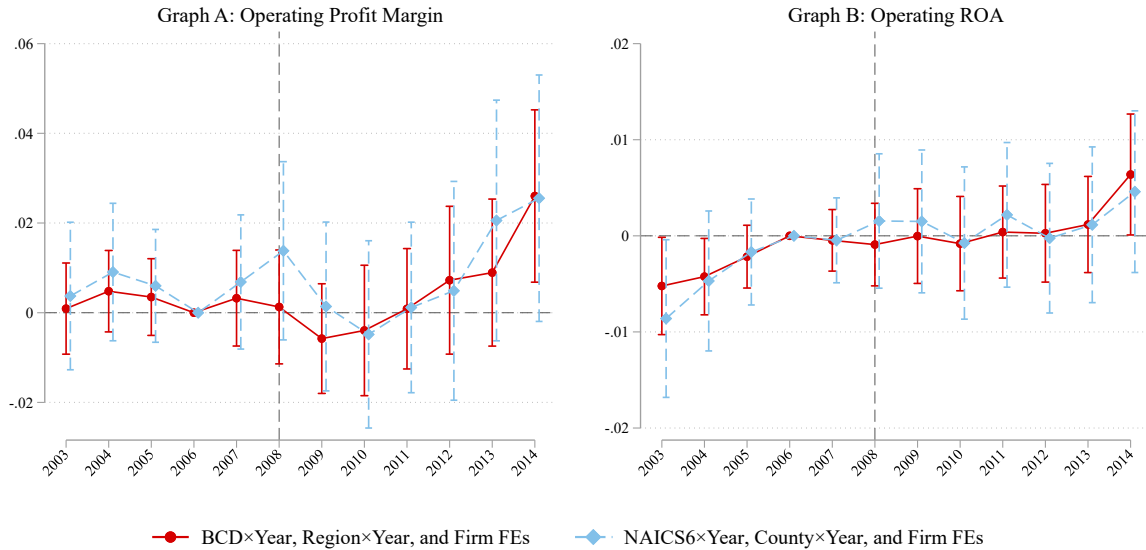 Graph A: Operating Profit Margin
.06
.04
.02
0
-.02
2003 2004 2005 2006 2007 2008 2009 2010 2011 2012 2013 2014
Graph B: Operating ROA
.02
.01
0
-.01
-.02
2003 2004 2005 2006 2007 2008 2009 2010 2011 2012 2013 2014
BCD×Year, Region×Year, and Firm FEs
NAICS6×Year, County×Year, and Firm FEs